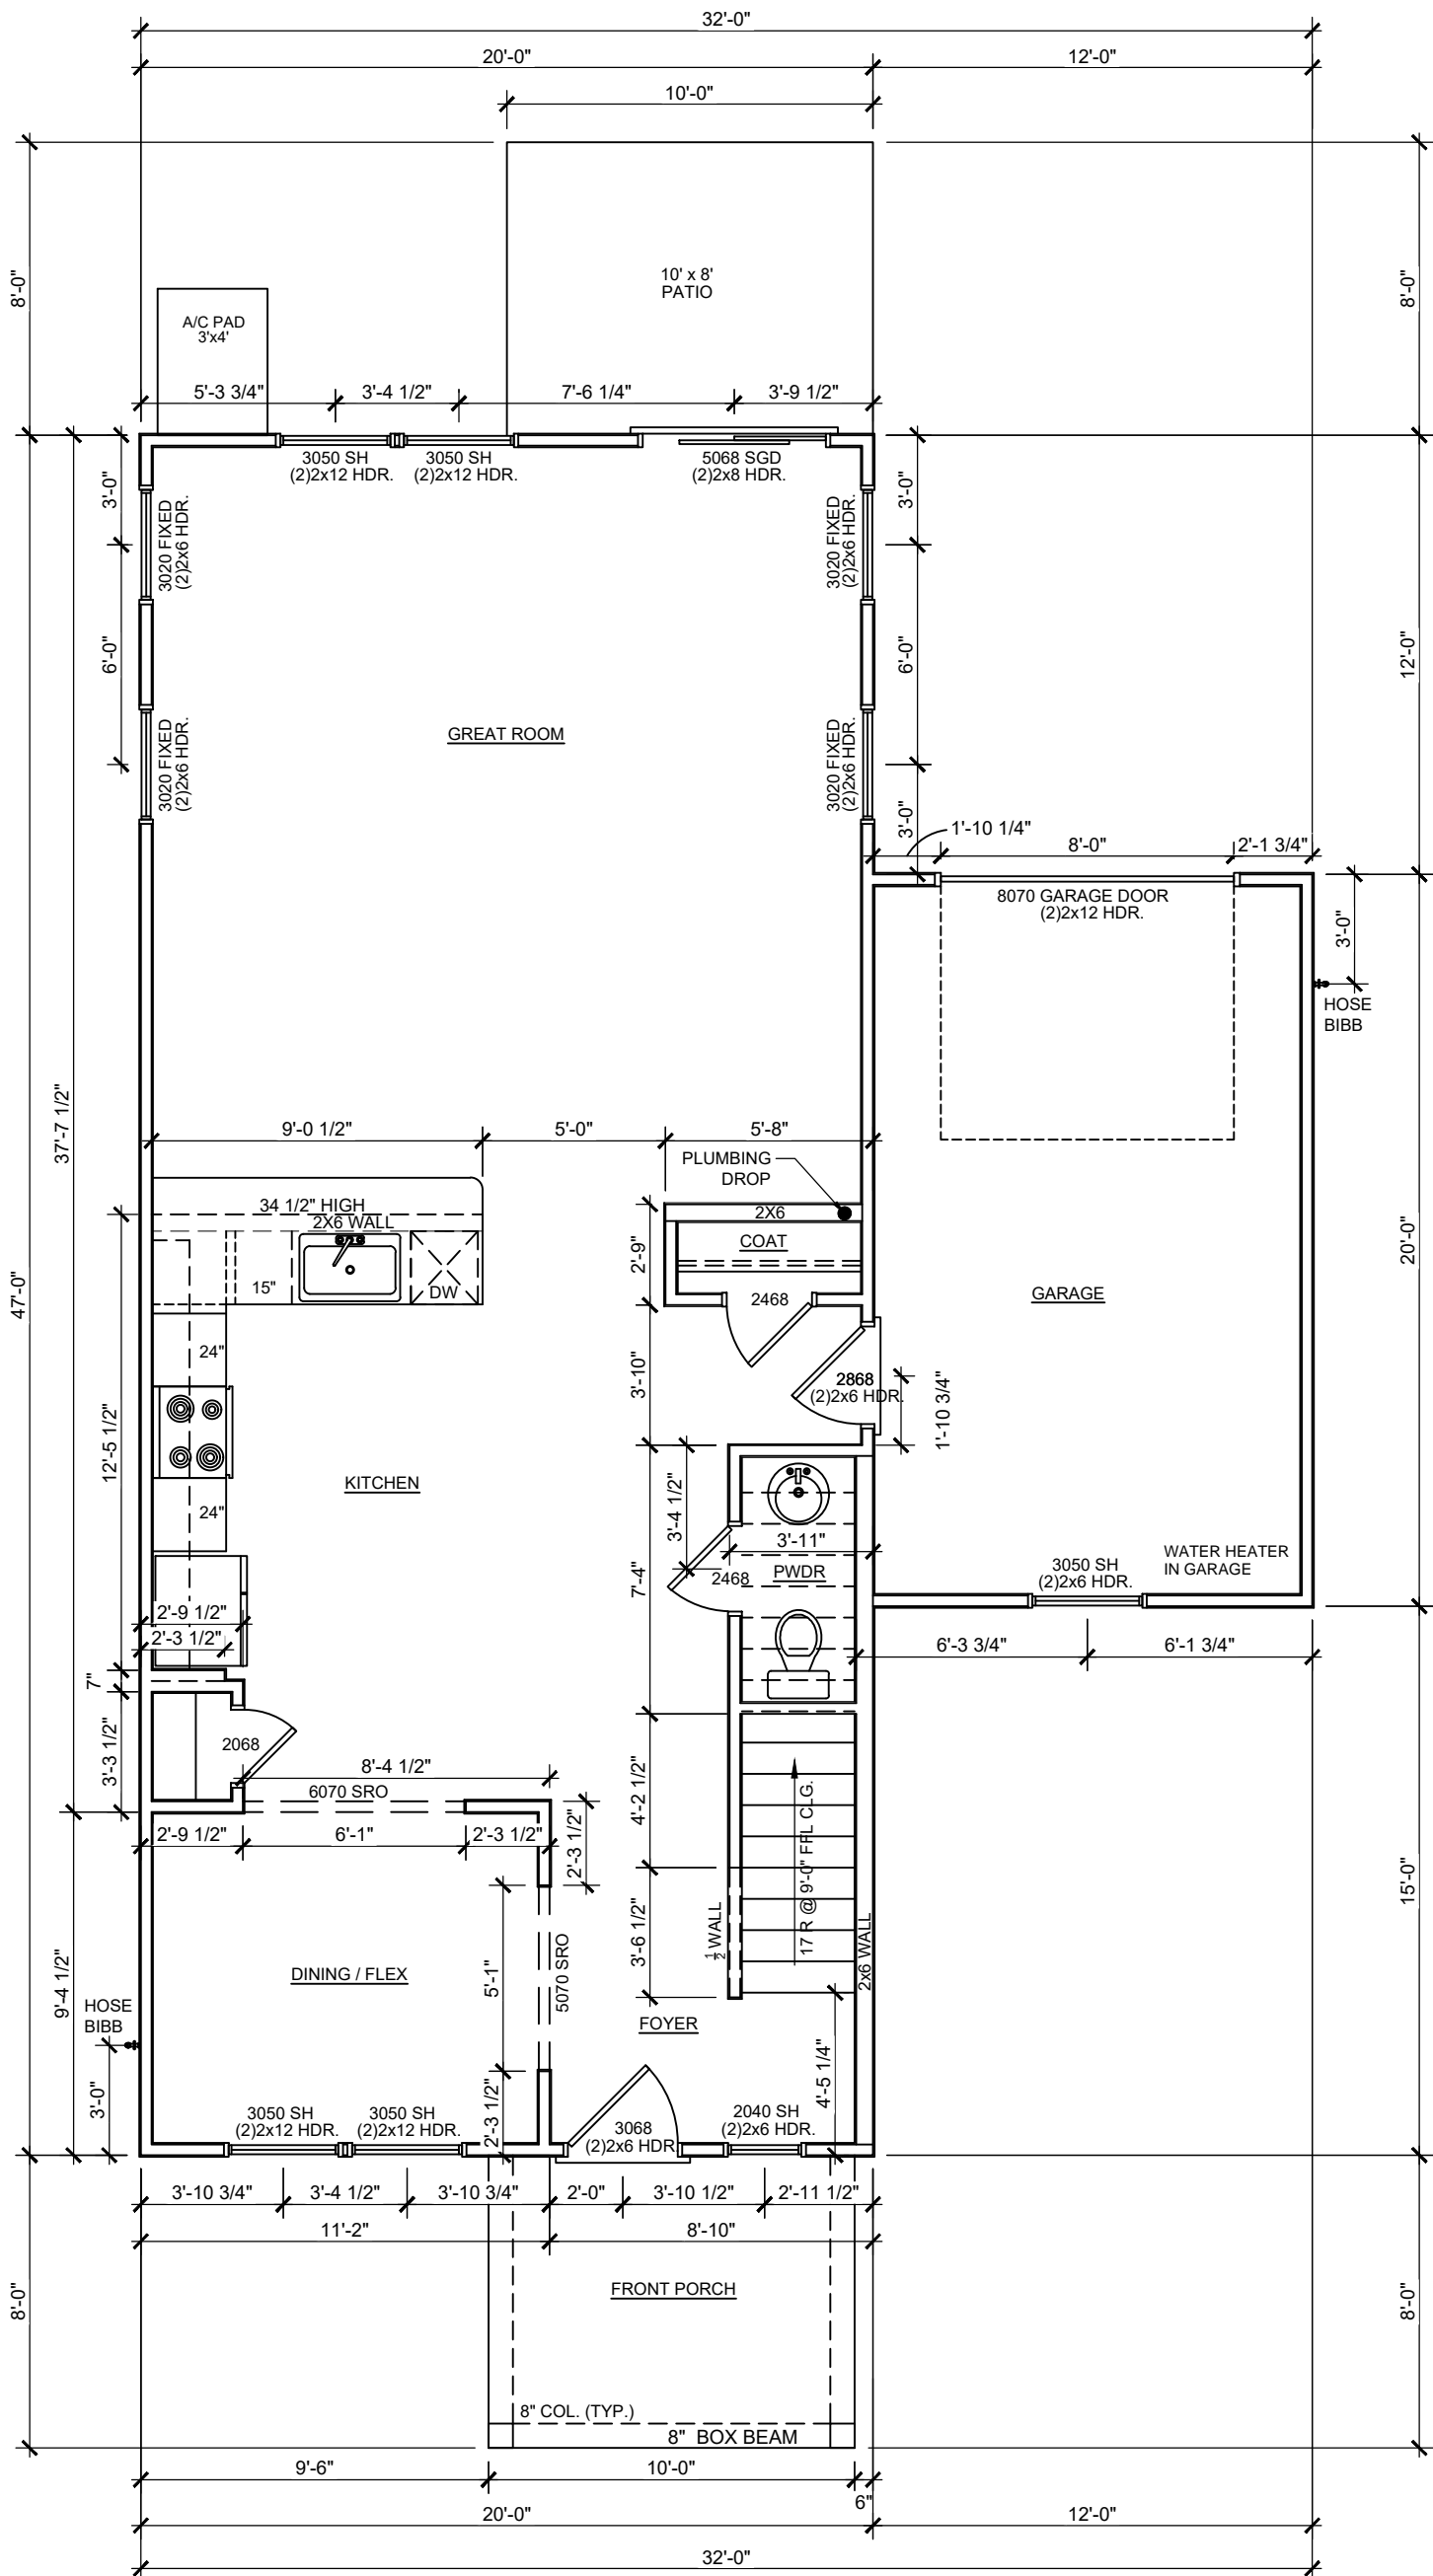 32'-0"
20'-0"
12'-0"
10'-0"
8'-0"
10' x 8'
PATIO
8'-0"
A/C PAD
3'x4'
5'-3 3/4"
3'-4 1/2"
7'-6 1/4"
3'-9 1/2"
3050 SH
(2)2x12 HDR.
3050 SH
(2)2x12 HDR.
5068 SGD
(2)2x8 HDR.
3'-0"
3020 FIXED
(2)2x6 HDR.
3020 FIXED
(2)2x6 HDR.
3'-0"
6'-0"
6'-0"
12'-0"
GREAT ROOM
3020 FIXED
(2)2x6 HDR.
3020 FIXED
(2)2x6 HDR.
3'-0"
1'-10 1/4"
8'-0"
2'-1 3/4"
8070 GARAGE DOOR
(2)2x12 HDR.
3'-0"
HOSE
BIBB
37'-7 1/2"
9'-0 1/2"
5'-0"
5'-8"
PLUMBING
DROP
34 1/2" HIGH
2X6 WALL
2X6
COAT
2'-9"
15"
DW
2468
47'-0"
GARAGE
20'-0"
24"
3'-10"
2868
(2)2x6 HDR.
1'-10 3/4"
12'-5 1/2"
KITCHEN
24"
3'-4 1/2"
3'-11"
2468
PWDR
7'-4"
3050 SH
(2)2x6 HDR.
WATER HEATER
IN GARAGE
2'-9 1/2"
2'-3 1/2"
6'-3 3/4"
6'-1 3/4"
7"
3'-3 1/2"
2068
8'-4 1/2"
6070 SRO
4'-2 1/2"
17 R @ 9'-0" FFL CLG.
2'-9 1/2"
6'-1"
2'-3 1/2"
2'-3 1/2"
15'-0"
3'-6 1/2"
1/2 WALL
2x6 WALL
DINING / FLEX
5'-1"
5070 SRO
9'-4 1/2"
HOSE
BIBB
FOYER
3'-0"
4'-5 1/4"
2'-3 1/2"
3050 SH
(2)2x12 HDR.
3050 SH
(2)2x12 HDR.
3068
(2)2x6 HDR
2040 SH
(2)2x6 HDR.
3'-10 3/4"
3'-4 1/2"
3'-10 3/4"
2'-0"
3'-10 1/2"
2'-11 1/2"
11'-2"
8'-10"
8'-0"
FRONT PORCH
8'-0"
8" COL. (TYP.)
8" BOX BEAM
9'-6"
10'-0"
6"
20'-0"
12'-0"
32'-0"